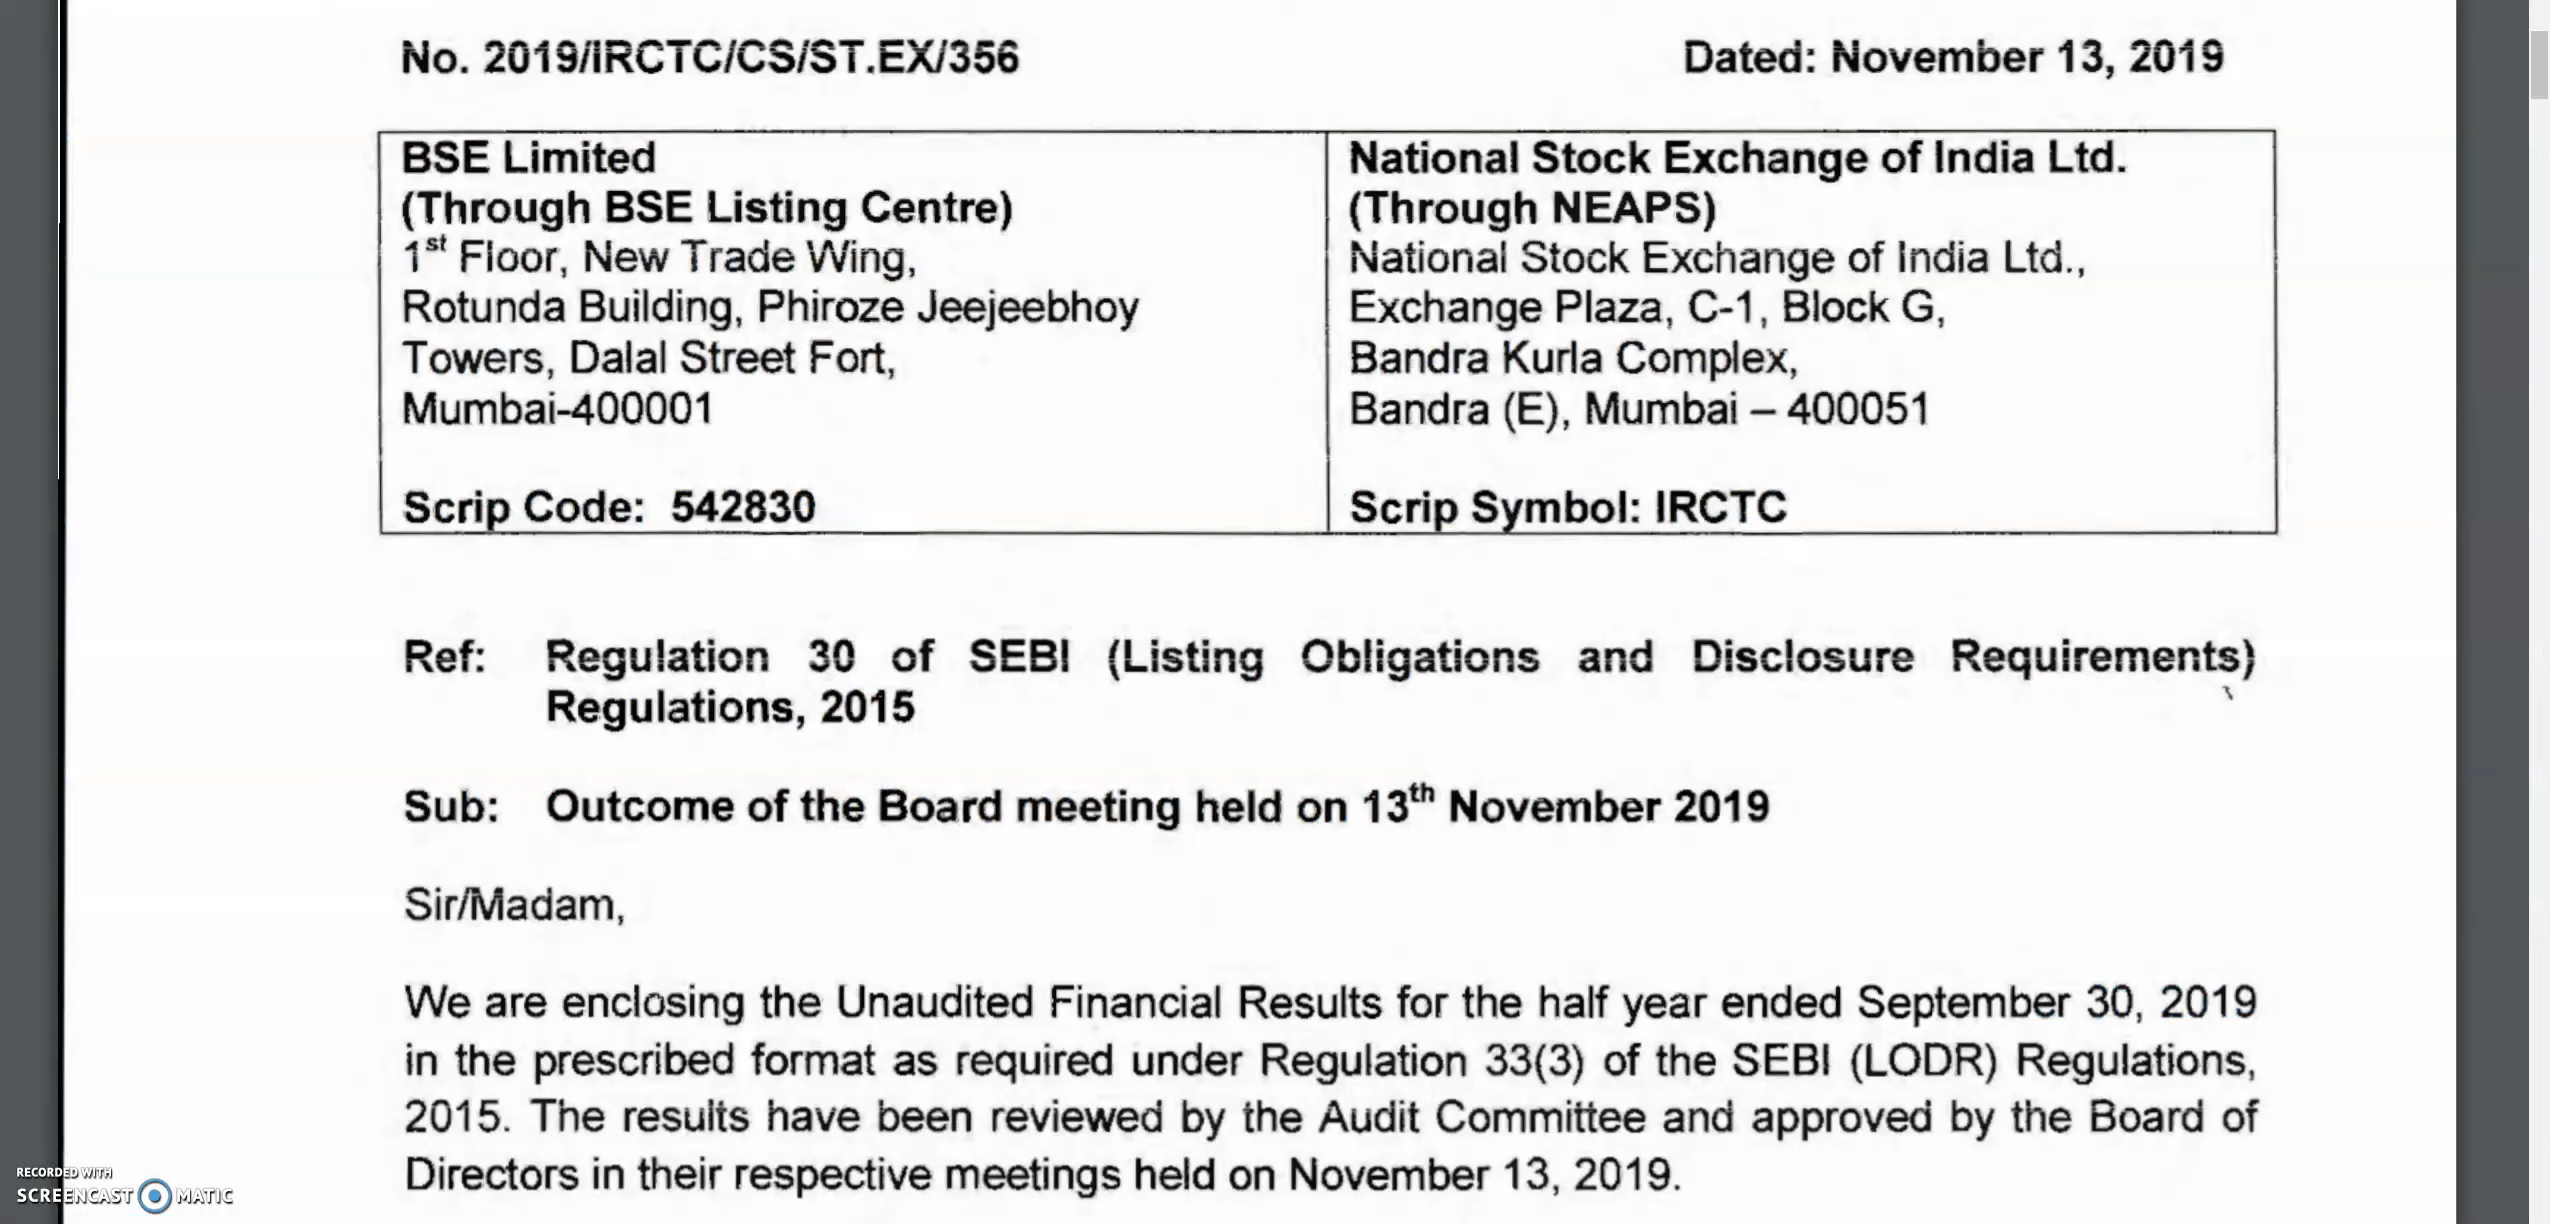 No. 2019/IRCTC/CS/ST.EX/356
Dated: November 13, 2019
BSE Limited
(Through BSE Listing Centre)
1st Floor, New Trade Wing,
Rotunda Building, Phiroze Jeejeebhoy
Towers, Dalal Street Fort,
Mumbai-400001
Scrip Code: 542830
National Stock Exchange of India Ltd.
(Through NEAPS)
National Stock Exchange of India Ltd.,
Exchange Plaza, C-1, Block G,
Bandra Kurla Complex,
Bandra (E), Mumbai – 400051
Scrip Symbol: IRCTC
Ref: Regulation 30 of SEBI (Listing Obligations and Disclosure Requirements)
Regulations, 2015
Sub: Outcome of the Board meeting held on 13th November 2019
Sir/Madam,
We are enclosing the Unaudited Financial Results for the half year ended September 30, 2019
in the prescribed format as required under Regulation 33(3) of the SEBI (LODR) Regulations,
2015. The results have been reviewed by the Audit Committee and approved by the Board of
Directors in their respective meetings held on November 13, 2019.
RECORDED WITH
SCREENCAST MATIC